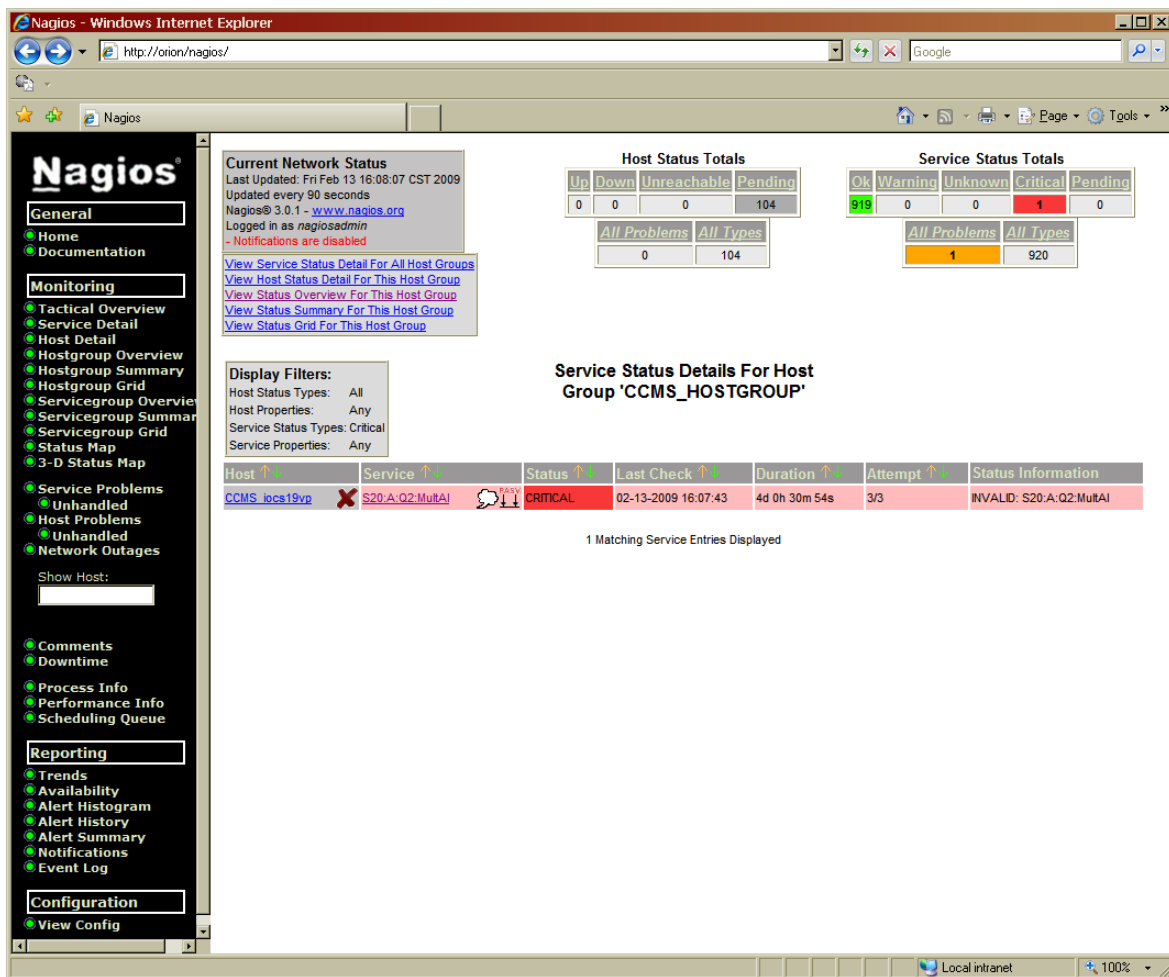 Nagios - Windows Internet Explorer
http://orion/nagios/
Google
Nagios
Page
Tools
»
Nagios®
General
Home
Documentation
Monitoring
Tactical Overview
Service Detail
Host Detail
Hostgroup Overview
Hostgroup Summary
Hostgroup Grid
Servicegroup Overvie
Servicegroup Summar
Servicegroup Grid
Status Map
3-D Status Map
Service Problems
Unhandled
Host Problems
Unhandled
Network Outages
Show Host:
Comments
Downtime
Process Info
Performance Info
Scheduling Queue
Reporting
Trends
Availability
Alert Histogram
Alert History
Alert Summary
Notifications
Event Log
Configuration
View Config
Current Network Status
Last Updated: Fri Feb 13 16:08:07 CST 2009
Updated every 90 seconds
Nagios® 3.0.1 - www.nagios.org
Logged in as nagiosadmin
- Notifications are disabled
View Service Status Detail For All Host Groups
View Host Status Detail For This Host Group
View Status Overview For This Host Group
View Status Summary For This Host Group
View Status Grid For This Host Group
Host Status Totals
Up Down Unreachable Pending
0 0 0 104
All Problems All Types
0 104
Service Status Totals
Ok Warning Unknown Critical Pending
919 0 0 1 0
All Problems All Types
1 920
Display Filters:
Host Status Types: All
Host Properties: Any
Service Status Types: Critical
Service Properties: Any
Service Status Details For Host
Group 'CCMS_HOSTGROUP'
Host Service Status Last Check Duration Attempt Status Information
CCMS_iocs19vp S20:A:Q2:MultAI PASV CRITICAL 02-13-2009 16:07:43 4d 0h 30m 54s 3/3 INVALID: S20:A:Q2:MultAI
1 Matching Service Entries Displayed
Local intranet
100%